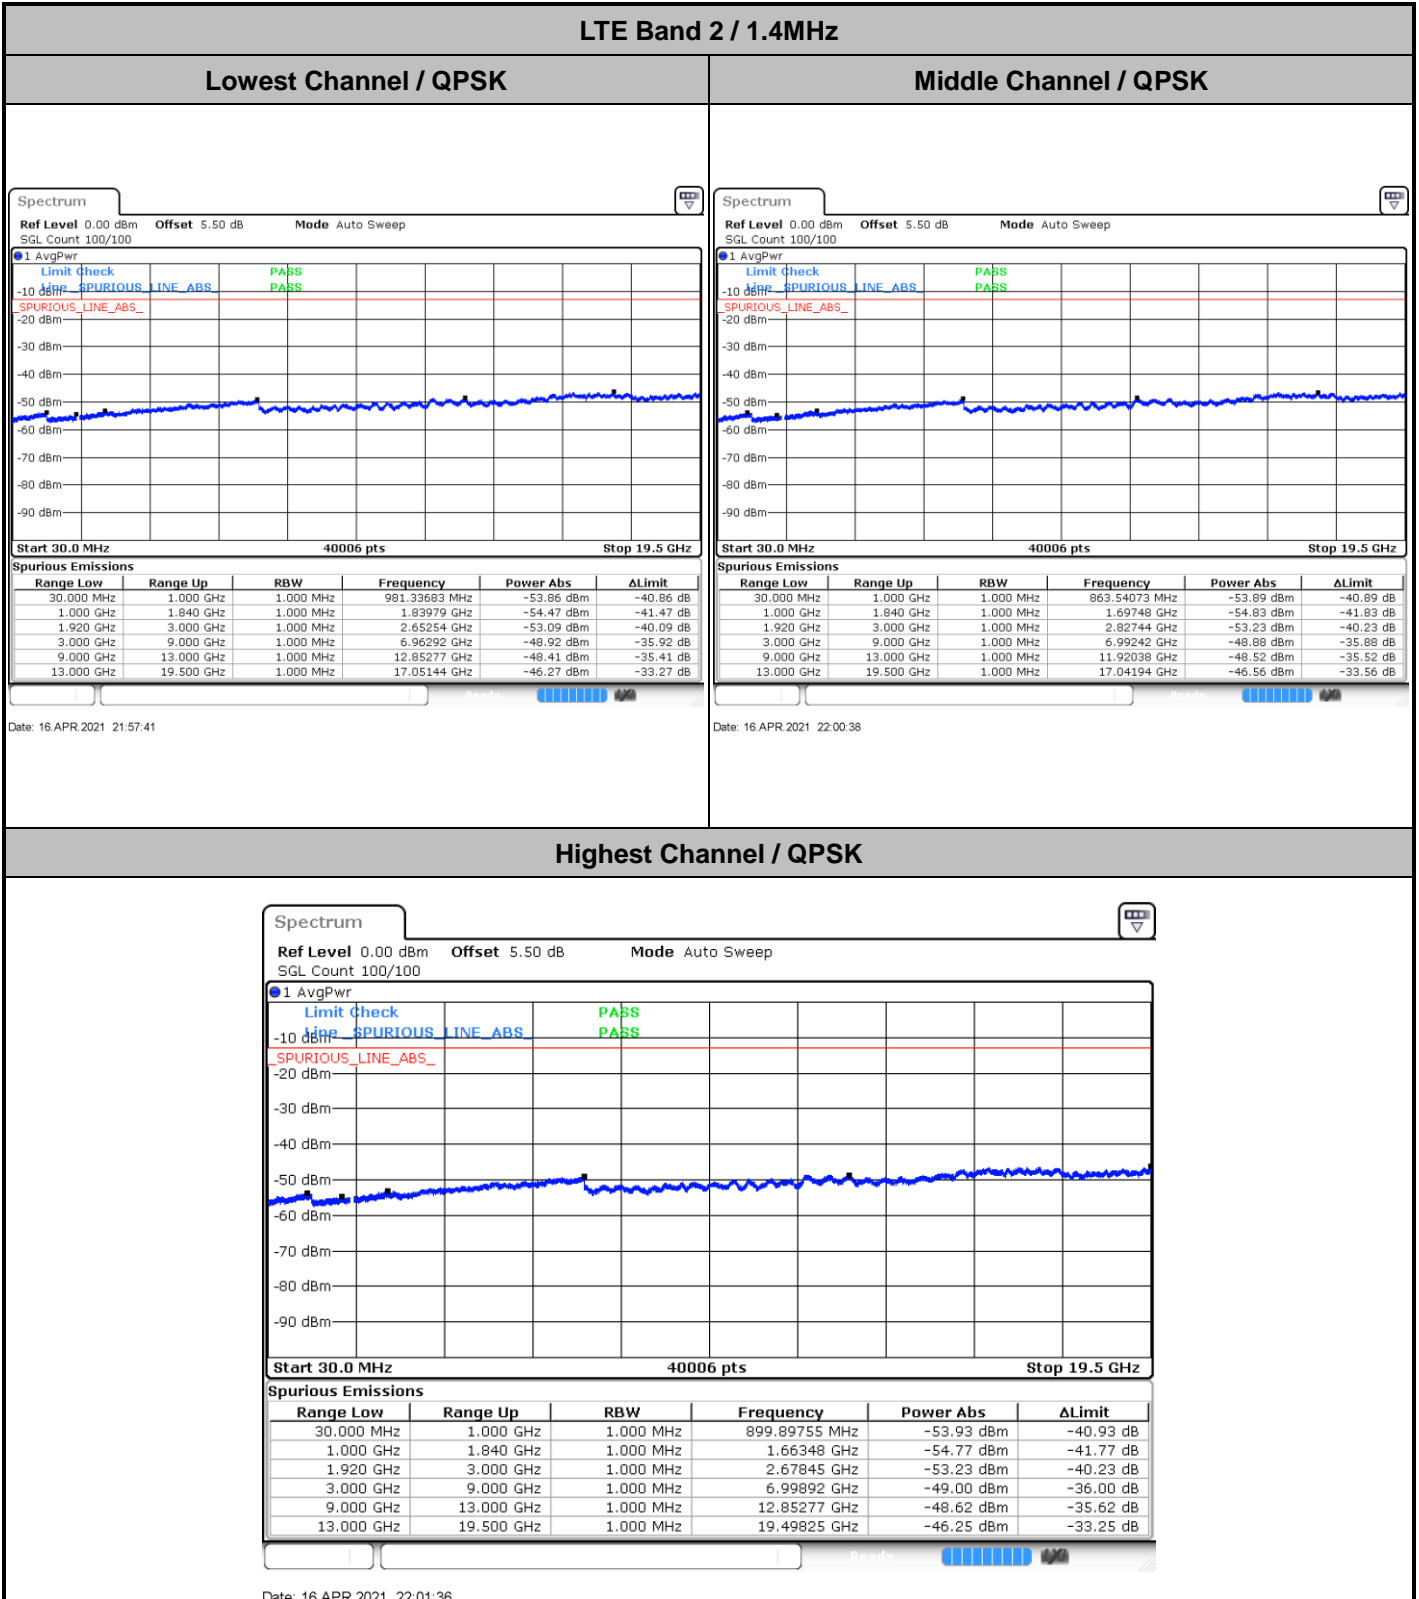 LTE Band 2 / 1.4MHz
Lowest Channel / QPSK
Middle Channel / QPSK
Spectrum
Ref Level 0.00 dBm Offset 5.50 dB Mode Auto Sweep
SGL Count 100/100
1 AvgPwr
Limit Check PASS
Line _SPURIOUS_LINE_ABS_ PASS
-10 dBm
_SPURIOUS_LINE_ABS_
-20 dBm
-30 dBm
-40 dBm
-50 dBm
-60 dBm
-70 dBm
-80 dBm
-90 dBm
Start 30.0 MHz 40006 pts Stop 19.5 GHz
Spurious Emissions
Range Low Range Up RBW Frequency Power Abs ΔLimit
30.000 MHz 1.000 GHz 1.000 MHz 981.33683 MHz -53.86 dBm -40.86 dB
1.000 GHz 1.840 GHz 1.000 MHz 1.83979 GHz -54.47 dBm -41.47 dB
1.920 GHz 3.000 GHz 1.000 MHz 2.65254 GHz -53.09 dBm -40.09 dB
3.000 GHz 9.000 GHz 1.000 MHz 6.96292 GHz -48.92 dBm -35.92 dB
9.000 GHz 13.000 GHz 1.000 MHz 12.85277 GHz -48.41 dBm -35.41 dB
13.000 GHz 19.500 GHz 1.000 MHz 17.05144 GHz -46.27 dBm -33.27 dB
Ready
Date: 16.APR.2021 21:57:41
Spectrum
Ref Level 0.00 dBm Offset 5.50 dB Mode Auto Sweep
SGL Count 100/100
1 AvgPwr
Limit Check PASS
Line _SPURIOUS_LINE_ABS_ PASS
-10 dBm
_SPURIOUS_LINE_ABS_
-20 dBm
-30 dBm
-40 dBm
-50 dBm
-60 dBm
-70 dBm
-80 dBm
-90 dBm
Start 30.0 MHz 40006 pts Stop 19.5 GHz
Spurious Emissions
Range Low Range Up RBW Frequency Power Abs ΔLimit
30.000 MHz 1.000 GHz 1.000 MHz 863.54073 MHz -53.89 dBm -40.89 dB
1.000 GHz 1.840 GHz 1.000 MHz 1.69748 GHz -54.83 dBm -41.83 dB
1.920 GHz 3.000 GHz 1.000 MHz 2.82744 GHz -53.23 dBm -40.23 dB
3.000 GHz 9.000 GHz 1.000 MHz 6.99242 GHz -48.88 dBm -35.88 dB
9.000 GHz 13.000 GHz 1.000 MHz 11.92038 GHz -48.52 dBm -35.52 dB
13.000 GHz 19.500 GHz 1.000 MHz 17.04194 GHz -46.56 dBm -33.56 dB
Ready
Date: 16.APR.2021 22:00:38
Highest Channel / QPSK
Spectrum
Ref Level 0.00 dBm Offset 5.50 dB Mode Auto Sweep
SGL Count 100/100
1 AvgPwr
Limit Check PASS
Line _SPURIOUS_LINE_ABS_ PASS
-10 dBm
_SPURIOUS_LINE_ABS_
-20 dBm
-30 dBm
-40 dBm
-50 dBm
-60 dBm
-70 dBm
-80 dBm
-90 dBm
Start 30.0 MHz 40006 pts Stop 19.5 GHz
Spurious Emissions
Range Low Range Up RBW Frequency Power Abs ΔLimit
30.000 MHz 1.000 GHz 1.000 MHz 899.89755 MHz -53.93 dBm -40.93 dB
1.000 GHz 1.840 GHz 1.000 MHz 1.66348 GHz -54.77 dBm -41.77 dB
1.920 GHz 3.000 GHz 1.000 MHz 2.67845 GHz -53.23 dBm -40.23 dB
3.000 GHz 9.000 GHz 1.000 MHz 6.99892 GHz -49.00 dBm -36.00 dB
9.000 GHz 13.000 GHz 1.000 MHz 12.85277 GHz -48.62 dBm -35.62 dB
13.000 GHz 19.500 GHz 1.000 MHz 19.49825 GHz -46.25 dBm -33.25 dB
Ready
Date: 16.APR.2021 22:01:36